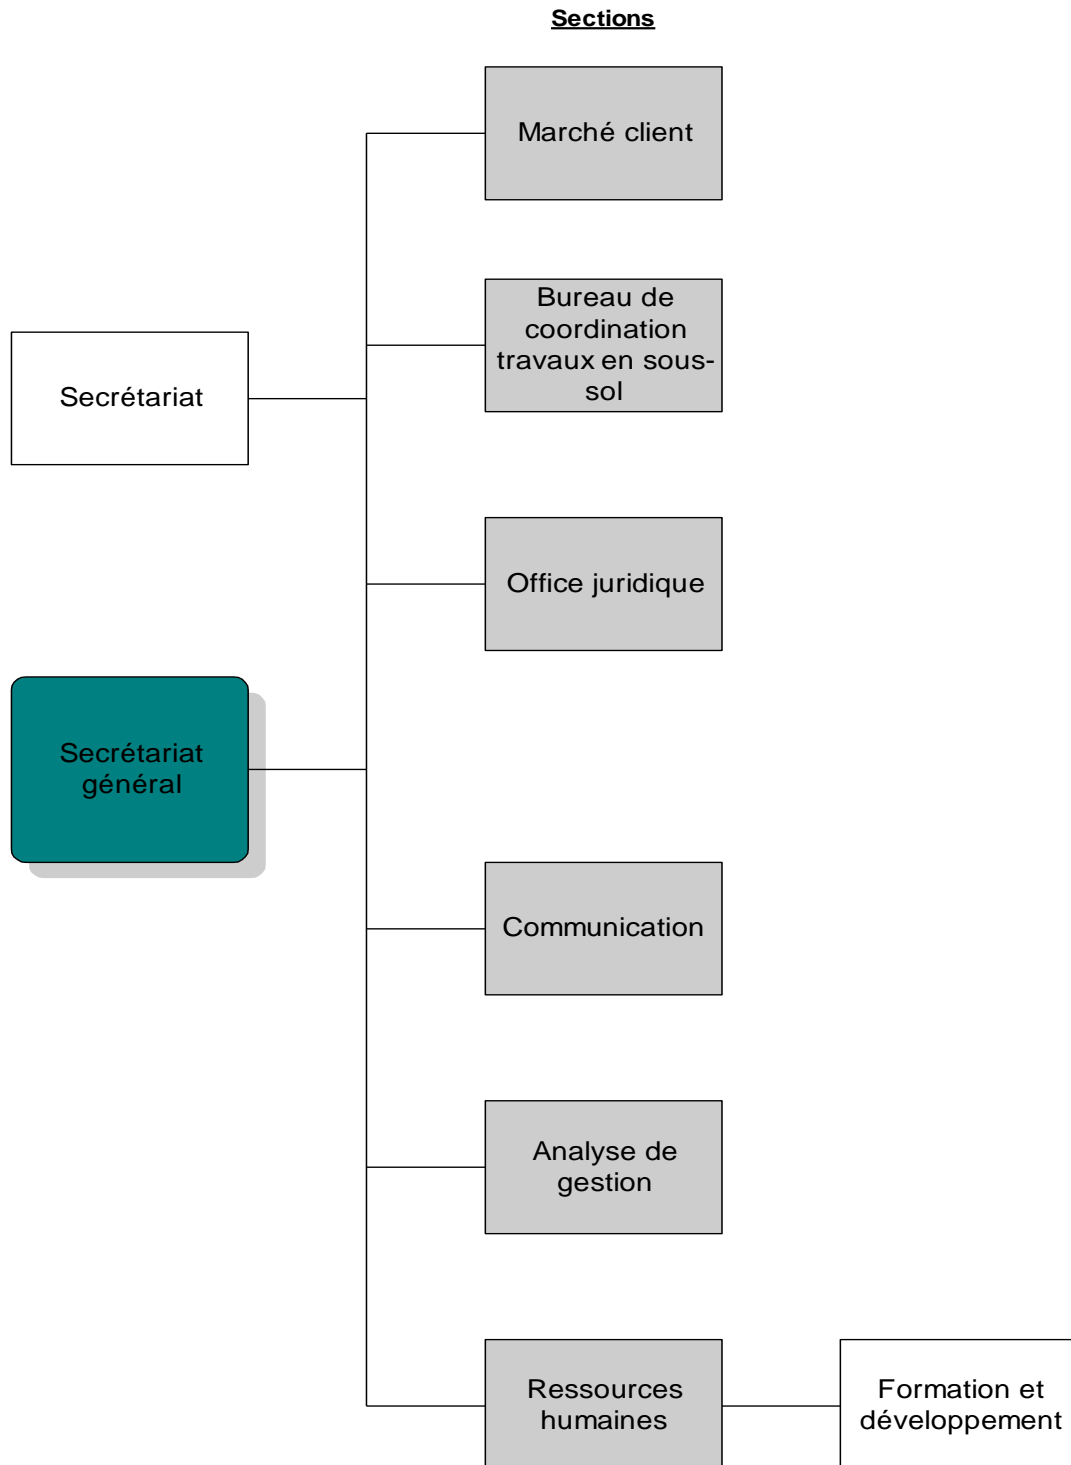 Sections
Marché client
Bureau de
coordination
travaux en sous-
sol
Secrétariat
Office juridique
Secrétariat
général
Communication
Analyse de
gestion
Ressources
humaines
Formation et
développement